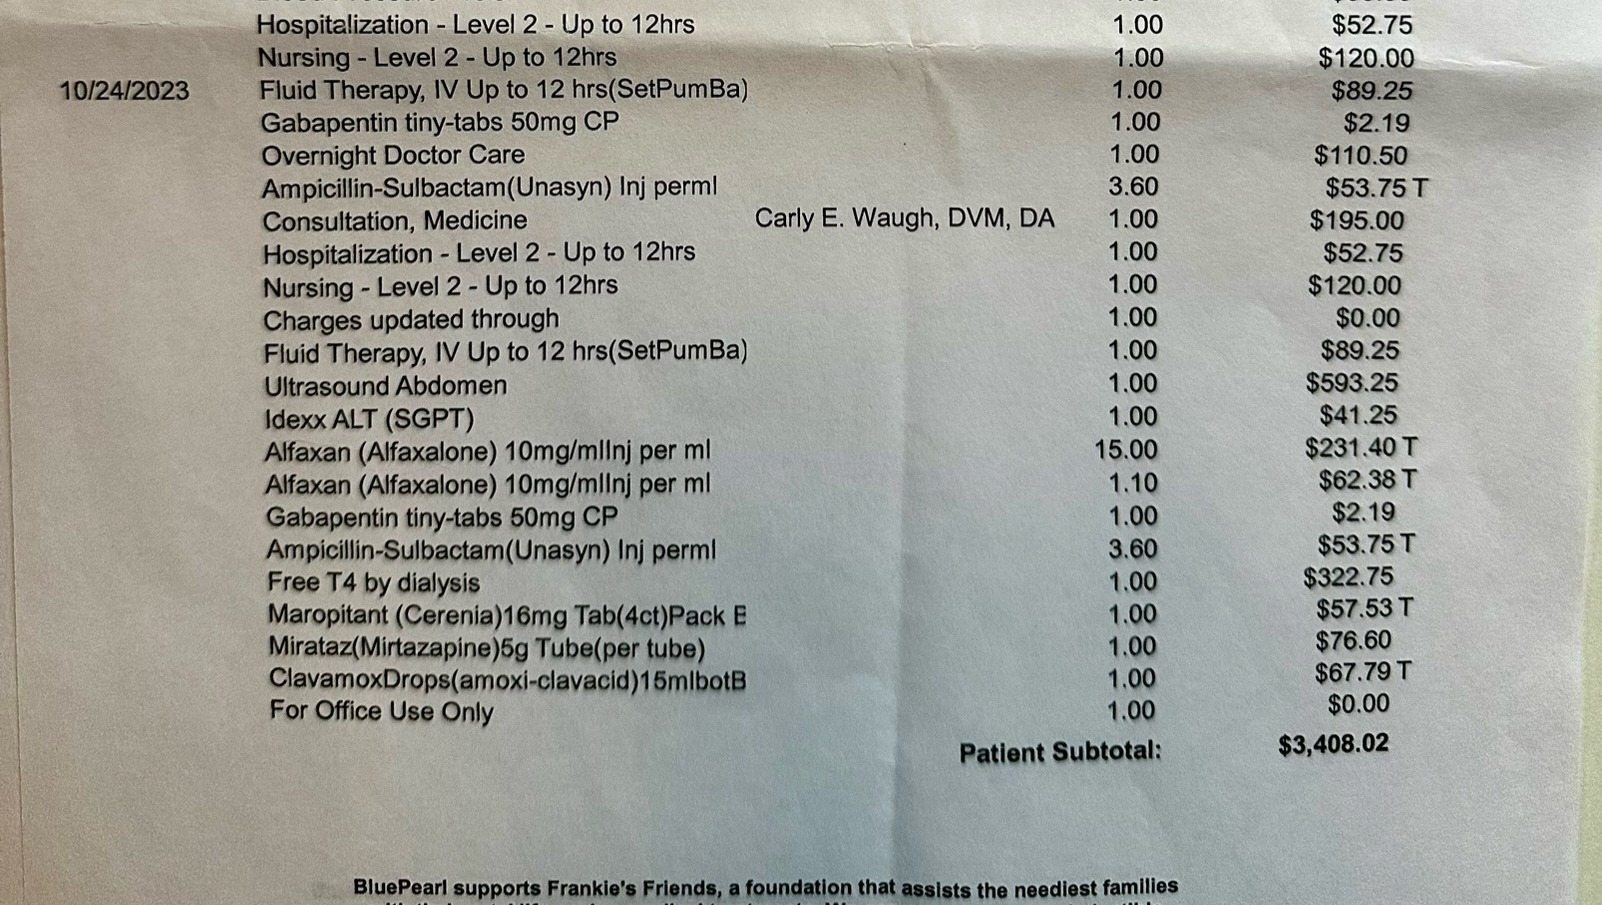 Hospitalization - Level 2 - Up to 12hrs 1.00 $52.75
Nursing - Level 2 - Up to 12hrs 1.00 $120.00
10/24/2023 Fluid Therapy, IV Up to 12 hrs(SetPumBa) 1.00 $89.25
Gabapentin tiny-tabs 50mg CP 1.00 $2.19
Overnight Doctor Care 1.00 $110.50
Ampicillin-Sulbactam(Unasyn) Inj perml 3.60 $53.75 T
Consultation, Medicine Carly E. Waugh, DVM, DA 1.00 $195.00
Hospitalization - Level 2 - Up to 12hrs 1.00 $52.75
Nursing - Level 2 - Up to 12hrs 1.00 $120.00
Charges updated through 1.00 $0.00
Fluid Therapy, IV Up to 12 hrs(SetPumBa) 1.00 $89.25
Ultrasound Abdomen 1.00 $593.25
Idexx ALT (SGPT) 1.00 $41.25
Alfaxan (Alfaxalone) 10mg/mlInj per ml 15.00 $231.40 T
Alfaxan (Alfaxalone) 10mg/mlInj per ml 1.10 $62.38 T
Gabapentin tiny-tabs 50mg CP 1.00 $2.19
Ampicillin-Sulbactam(Unasyn) Inj perml 3.60 $53.75 T
Free T4 by dialysis 1.00 $322.75
Maropitant (Cerenia)16mg Tab(4ct)Pack E 1.00 $57.53 T
Mirataz(Mirtazapine)5g Tube(per tube) 1.00 $76.60
ClavamoxDrops(amoxi-clavacid)15mlbotB 1.00 $67.79 T
For Office Use Only 1.00 $0.00
Patient Subtotal: $3,408.02
BluePearl supports Frankie's Friends, a foundation that assists the neediest families